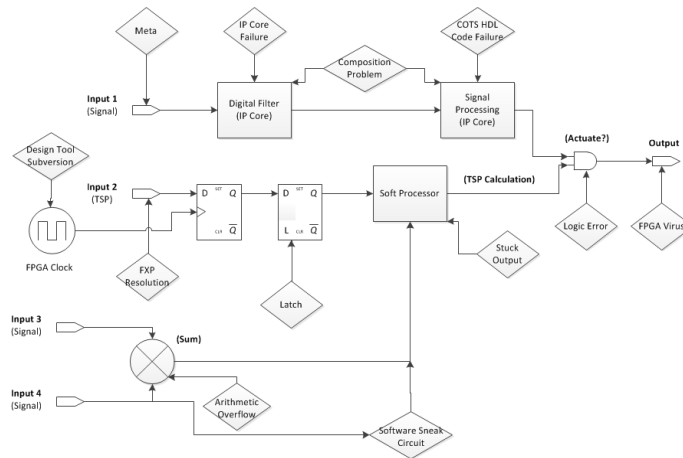 Meta
IP Core
Failure
COTS HDL
Code Failure
Composition
Problem
Input 1
(Signal)
Digital Filter
(IP Core)
Signal
Processing
(IP Core)
(Actuate?)
Output
Design Tool
Subversion
Input 2
(TSP)
D SET Q
CLR Q
D SET Q
L CLR Q
Soft Processor
(TSP Calculation)
FPGA Clock
FXP
Resolution
Latch
Stuck
Output
Logic Error
FPGA Virus
Input 3
(Signal)
(Sum)
Input 4
(Signal)
Arithmetic
Overflow
Software Sneak
Circuit